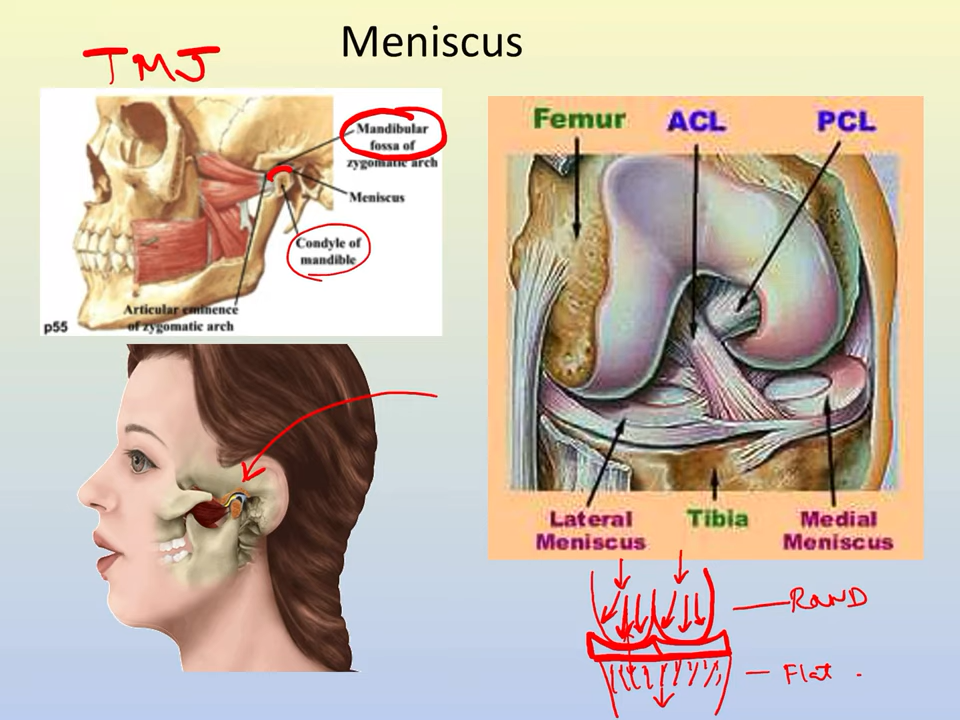 Meniscus
TMJ
Mandibular
fossa of
zygomatic arch
Meniscus
Condyle of
mandible
Articular eminence
of zygomatic arch
p55
Femur ACL PCL
Lateral
Meniscus
Tibia
Medial
Meniscus
RouND
Flat